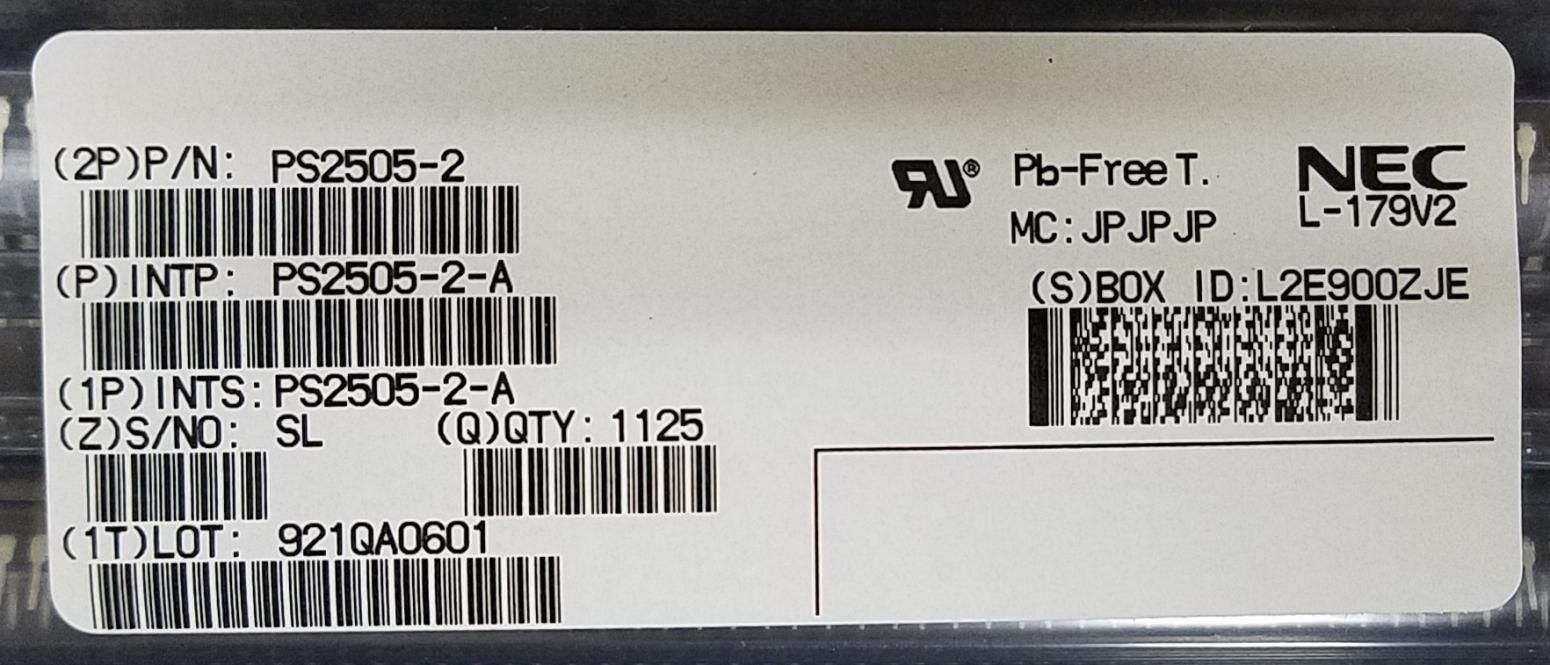 (2P)P/N: PS2505-2
(P)INTP: PS2505-2-A
(1P)INTS:PS2505-2-A
(Z)S/NO: SL (Q)QTY: 1125
(1T)LOT: 921QA0601
RU® Pb-Free T. NEC
MC:JPJPJP L-179V2
(S)BOX ID:L2E900ZJE